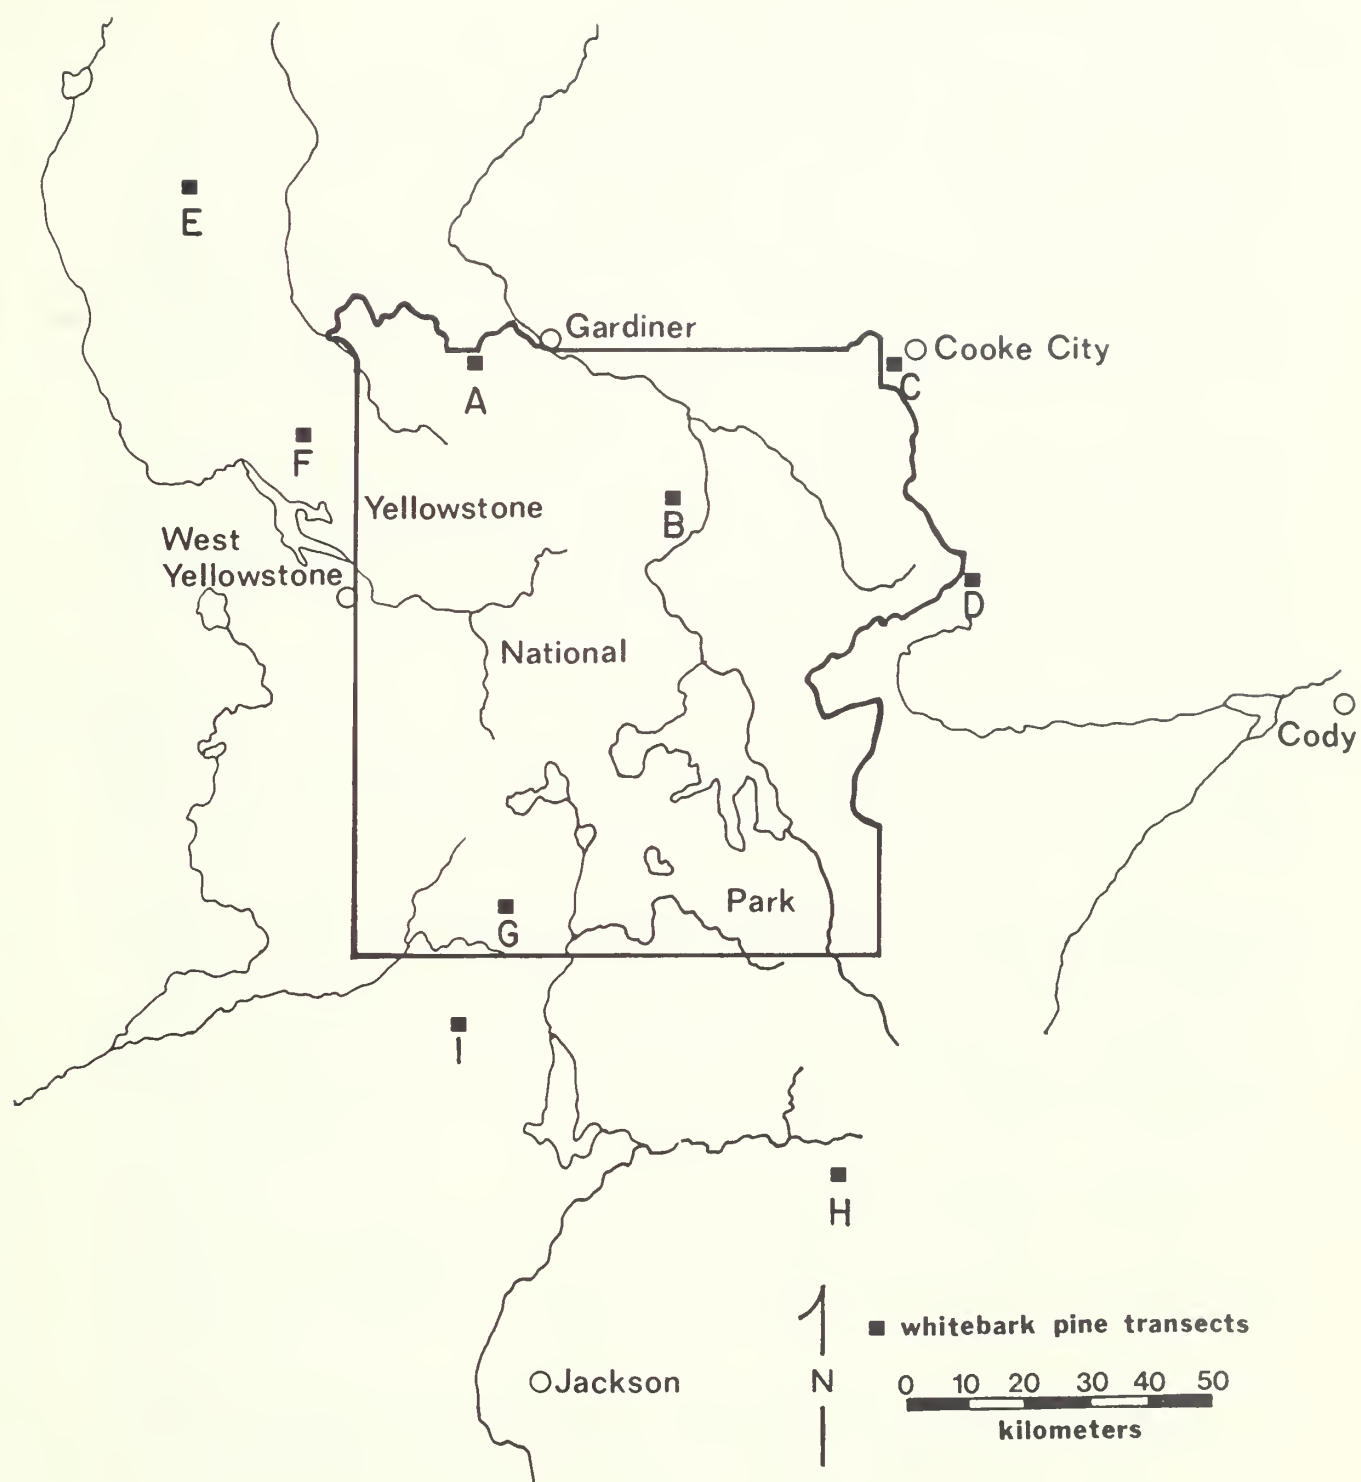 E
Gardiner
Cooke City
A
C
F
Yellowstone
B
West
Yellowstone
D
National
Cody
Park
G
I
H
whitebark pine transects
N
Jackson
0 10 20 30 40 50
kilometers